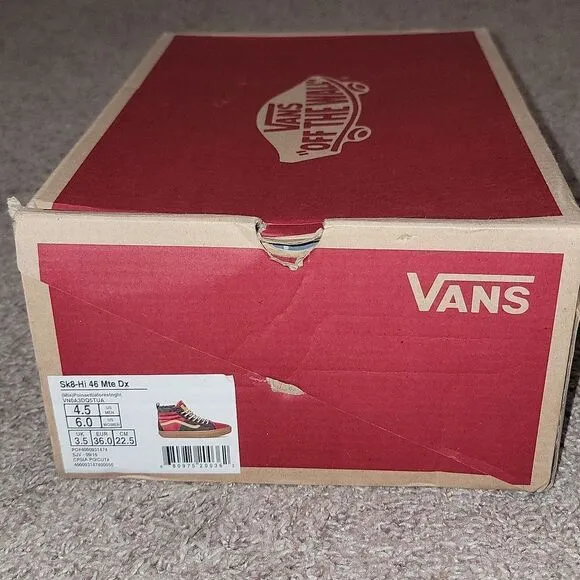 VANS
"OFF THE WALL"
VANS
Sk8-Hi 46 Mte Dx
VN0A3DQ5TUA
4.5 US MEN
6.0 US WOMEN
UK EUR CM
3.5 36.0 22.5